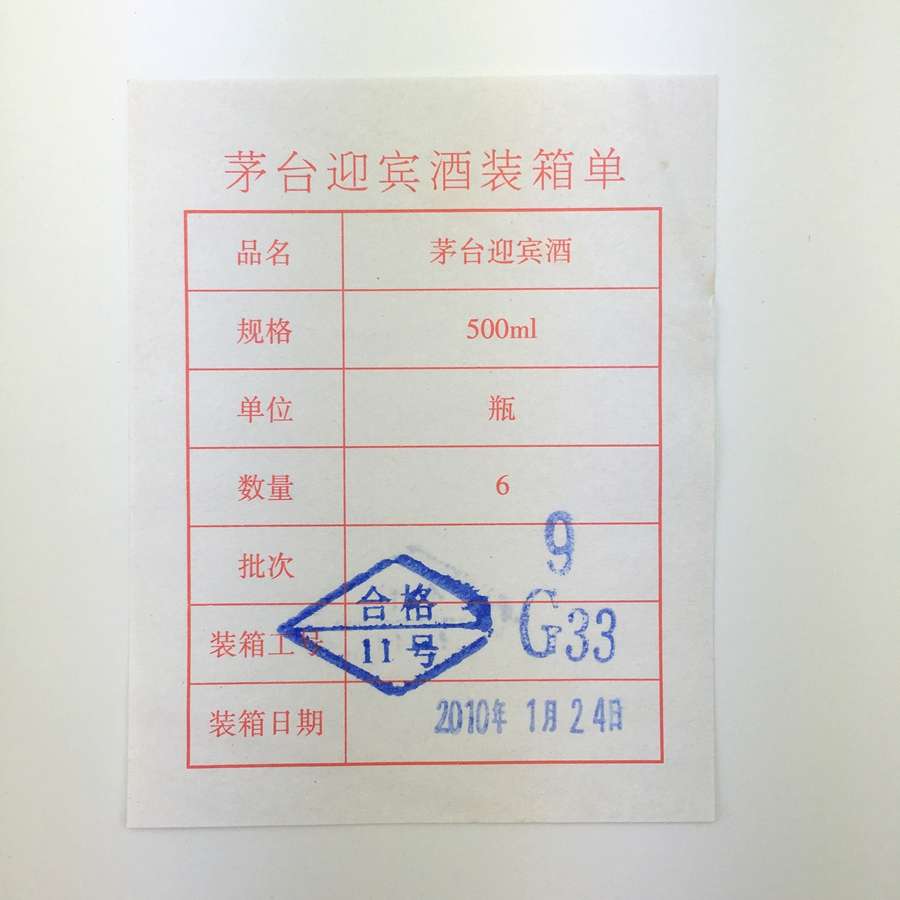 茅台迎宾酒装箱单
品名 茅台迎宾酒
规格 500ml
单位 瓶
数量 6
批次 9
装箱工号 G33
合格
11号
装箱日期 2010年1月24日